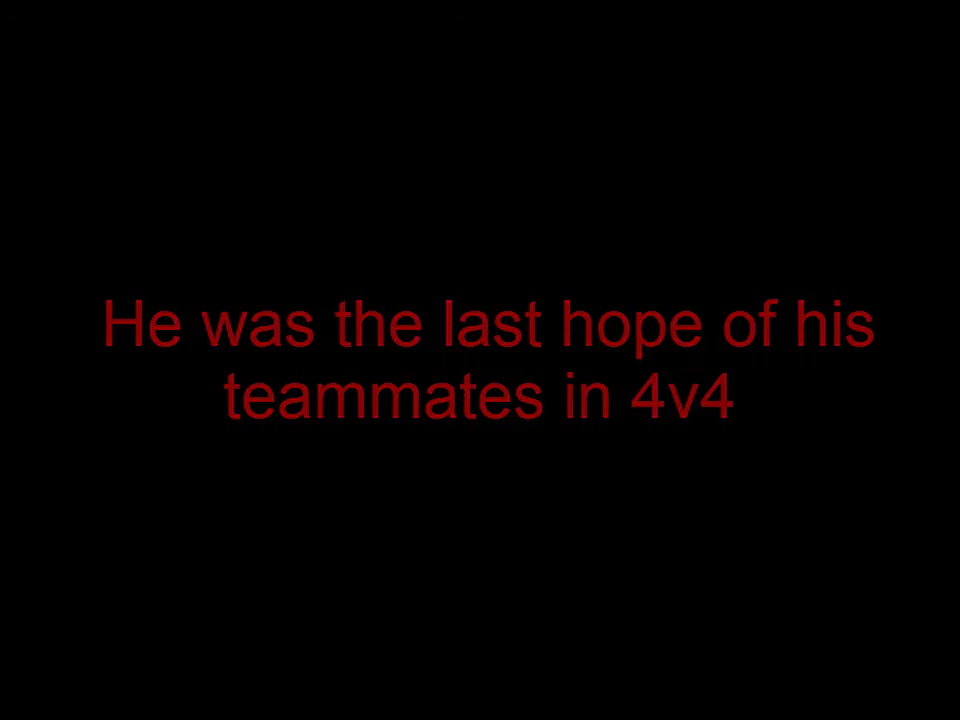 He was the last hope of his
teammates in 4v4